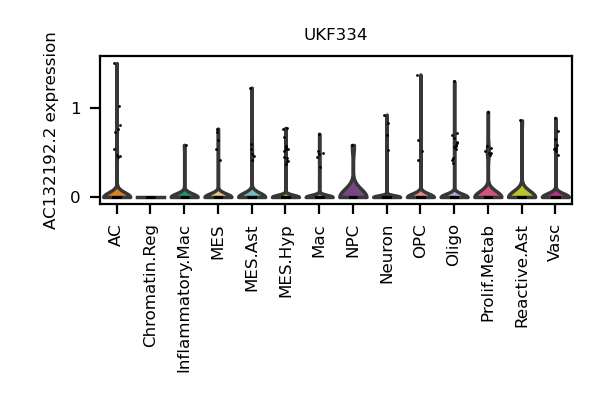 UKF334
AC132192.2 expression
1
0
AC
Chromatin.Reg
Inflammatory.Mac
MES
MES.Ast
MES.Hyp
Mac
NPC
Neuron
OPC
Oligo
Prolif.Metab
Reactive.Ast
Vasc